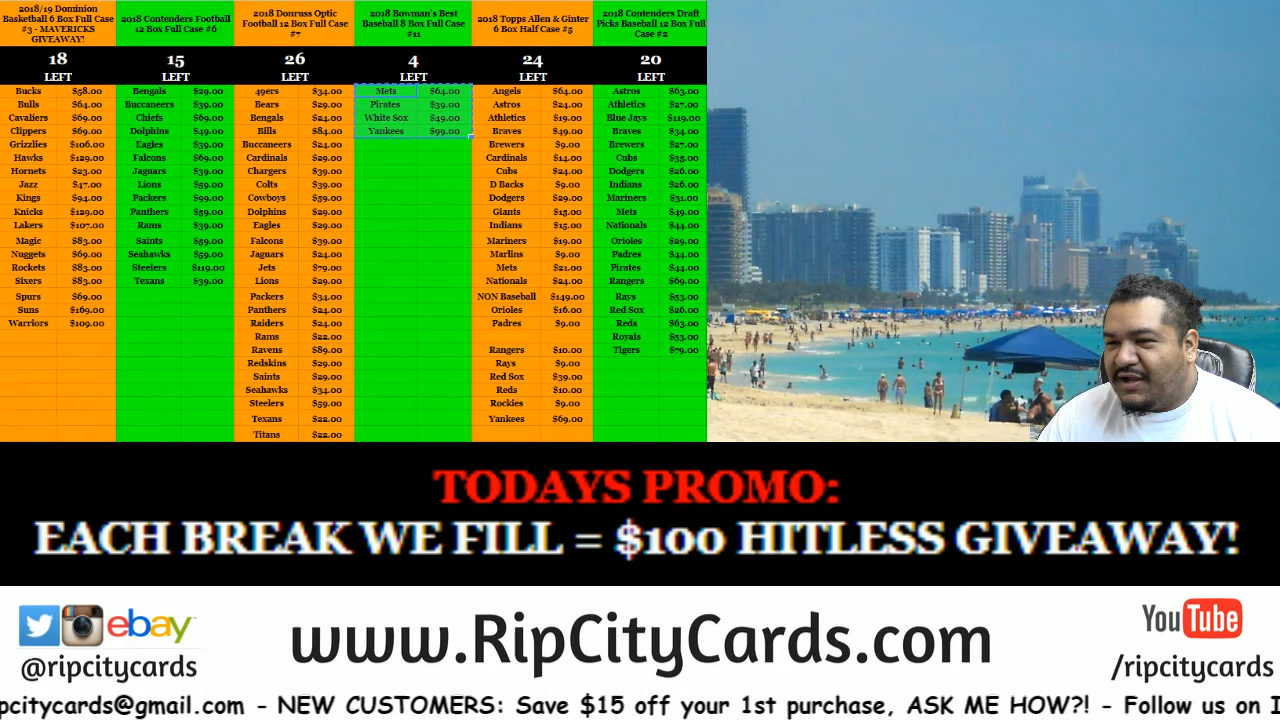 2018/19 Dominion
Basketball 6 Box Full Case
#3 - MAVERICKS
GIVEAWAY!
18
LEFT
Bucks $58.00
Bulls $64.00
Cavaliers $69.00
Clippers $69.00
Grizzlies $106.00
Hawks $129.00
Hornets $23.00
Jazz $47.00
Kings $94.00
Knicks $129.00
Lakers $107.00
Magic $83.00
Nuggets $69.00
Rockets $83.00
Sixers $83.00
Spurs $69.00
Suns $169.00
Warriors $109.00
2018 Contenders Football
12 Box Full Case #6
15
LEFT
Bengals $29.00
Buccaneers $39.00
Chiefs $69.00
Dolphins $49.00
Eagles $39.00
Falcons $69.00
Jaguars $39.00
Lions $59.00
Packers $99.00
Panthers $59.00
Rams $39.00
Saints $59.00
Seahawks $59.00
Steelers $119.00
Texans $39.00
2018 Donruss Optic
Football 12 Box Full Case
#7
26
LEFT
49ers $34.00
Bears $29.00
Bengals $24.00
Bills $84.00
Buccaneers $24.00
Cardinals $29.00
Chargers $39.00
Colts $39.00
Cowboys $59.00
Dolphins $29.00
Eagles $29.00
Falcons $39.00
Jaguars $24.00
Jets $79.00
Lions $29.00
Packers $34.00
Panthers $24.00
Raiders $24.00
Rams $22.00
Ravens $89.00
Redskins $29.00
Saints $29.00
Seahawks $34.00
Steelers $59.00
Texans $22.00
Titans $22.00
2018 Bowman's Best
Baseball 8 Box Full Case
#11
4
LEFT
Mets $64.00
Pirates $39.00
White Sox $49.00
Yankees $99.00
2018 Topps Allen & Ginter
6 Box Half Case #5
24
LEFT
Angels $64.00
Astros $24.00
Athletics $19.00
Braves $49.00
Brewers $9.00
Cardinals $14.00
Cubs $24.00
D Backs $9.00
Dodgers $29.00
Giants $15.00
Indians $15.00
Mariners $19.00
Marlins $9.00
Mets $21.00
Nationals $24.00
NON Baseball $149.00
Orioles $16.00
Padres $9.00
Rangers $10.00
Rays $9.00
Red Sox $39.00
Reds $10.00
Rockies $9.00
Yankees $69.00
2018 Contenders Draft
Picks Baseball 12 Box Full
Case #2
20
LEFT
Astros $63.00
Athletics $27.00
Blue Jays $119.00
Braves $34.00
Brewers $27.00
Cubs $35.00
Dodgers $26.00
Indians $26.00
Mariners $31.00
Mets $49.00
Nationals $44.00
Orioles $29.00
Padres $44.00
Pirates $44.00
Rangers $69.00
Rays $53.00
Red Sox $26.00
Reds $63.00
Royals $53.00
Tigers $79.00
TODAYS PROMO:
EACH BREAK WE FILL = $100 HITLESS GIVEAWAY!
ebay
@ripcitycards
www.RipCityCards.com
YouTube
/ripcitycards
pcitycards@gmail.com - NEW CUSTOMERS: Save $15 off your 1st purchase, ASK ME HOW?! - Follow us on I